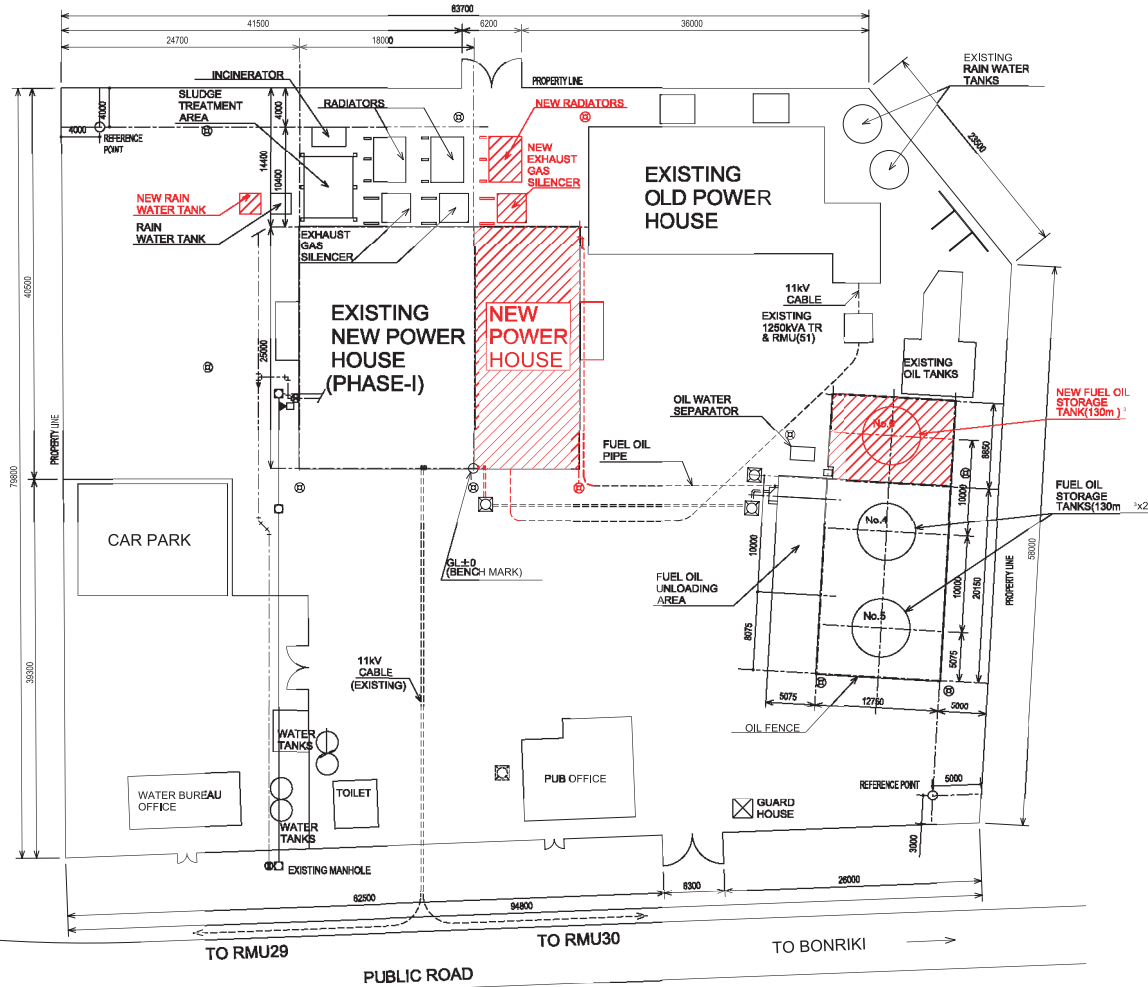 83700
41500
6200
36000
24700
18000
INCINERATOR
SLUDGE
TREATMENT
AREA
RADIATORS
PROPERTY LINE
NEW RADIATORS
EXISTING
RAIN WATER
TANKS
4000
4000
4000
REFERENCE
POINT
14400
10400
23500
NEW
EXHAUST
GAS
SILENCER
EXISTING
OLD POWER
HOUSE
NEW RAIN
WATER TANK
RAIN
WATER TANK
EXHAUST
GAS
SILENCER
40500
25000
EXISTING
NEW POWER
HOUSE
(PHASE-I)
NEW
POWER
HOUSE
11kV
CABLE
EXISTING
1250kVA TR
& RMU(51)
EXISTING
OIL TANKS
PROPERTY LINE
79800
OIL WATER
SEPARATOR
NEW FUEL OIL
STORAGE
TANK(130m ) ³
No.6
8850
FUEL OIL
PIPE
10000
FUEL OIL
STORAGE
TANKS(130m ³x2
No.4
CAR PARK
GL±0
(BENCH MARK)
10000
FUEL OIL
UNLOADING
AREA
10000
20150
58000
PROPERTY LINE
No.5
8075
5075
39300
11kV
CABLE
(EXISTING)
5075
12750
5000
OIL FENCE
WATER
TANKS
PUB OFFICE
REFERENCE POINT
5000
WATER BUREAU
OFFICE
TOILET
GUARD
HOUSE
WATER
TANKS
3000
EXISTING MANHOLE
62500
6300
26000
94800
TO RMU29
TO RMU30
TO BONRIKI
PUBLIC ROAD